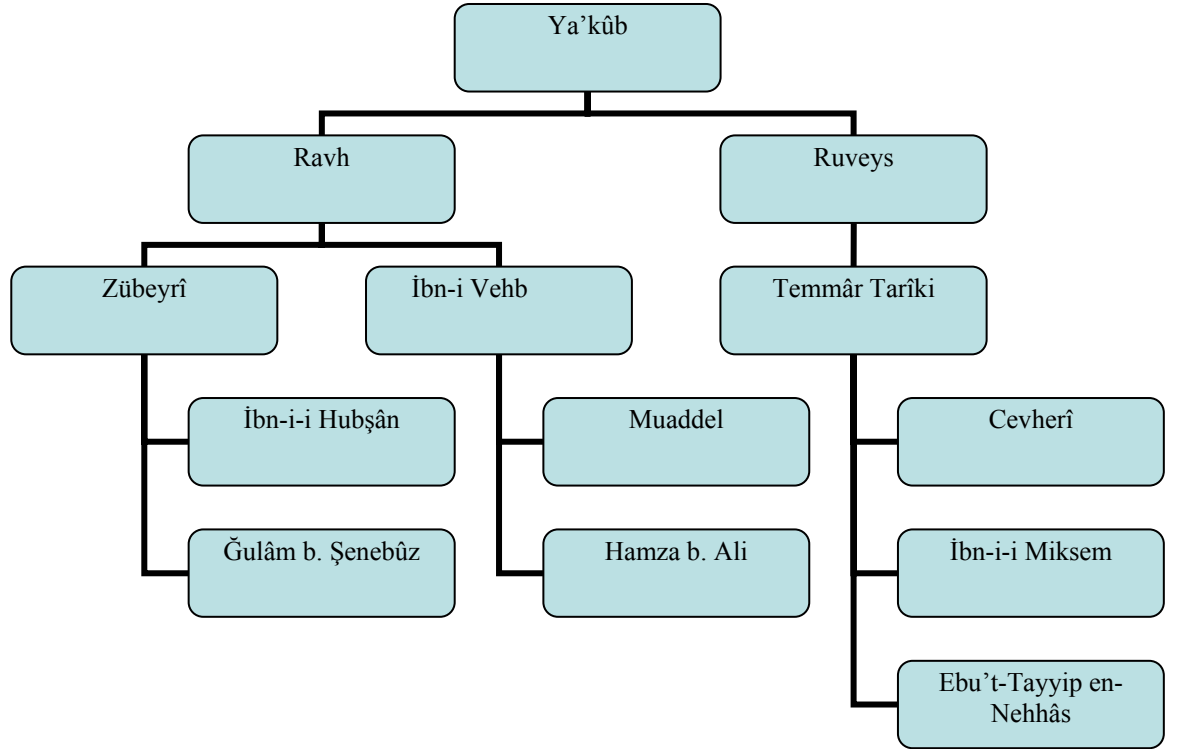 Ya’kûb
Ravh
Ruveys
Zübeyrî
İbn-i Vehb
Temmâr Tarîki
İbn-i-i Hubşân
Muaddel
Cevherî
Ğulâm b. Şenebûz
Hamza b. Ali
İbn-i-i Miksem
Ebu’t-Tayyip en-
Nehhâs